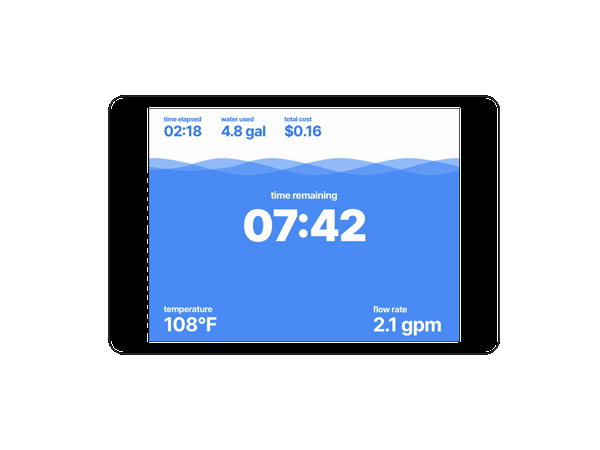 time elapsed water used total cost
02:18 4.8 gal $0.16
time remaining
07:42
temperature flow rate
108°F 2.1 gpm